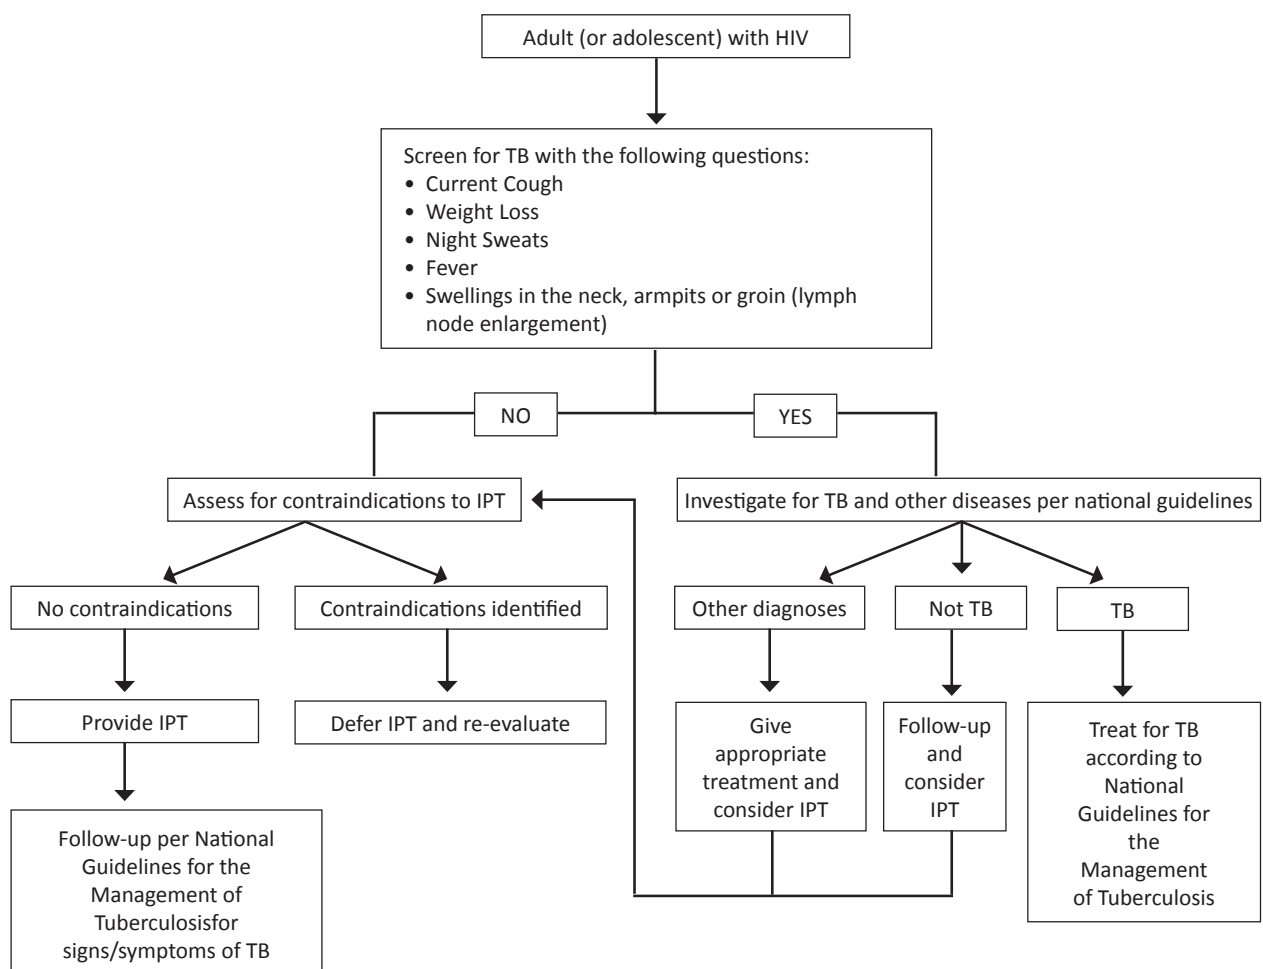 Adult (or adolescent) with HIV
Screen for TB with the following questions:
• Current Cough
• Weight Loss
• Night Sweats
• Fever
• Swellings in the neck, armpits or groin (lymph
node enlargement)
NO
YES
Assess for contraindications to IPT
Investigate for TB and other diseases per national guidelines
No contraindications
Contraindications identified
Other diagnoses
Not TB
TB
Provide IPT
Defer IPT and re-evaluate
Give
appropriate
treatment and
consider IPT
Follow-up
and
consider
IPT
Treat for TB
according to
National
Guidelines for
the
Management
of Tuberculosis
Follow-up per National
Guidelines for the
Management of
Tuberculosisfor
signs/symptoms of TB